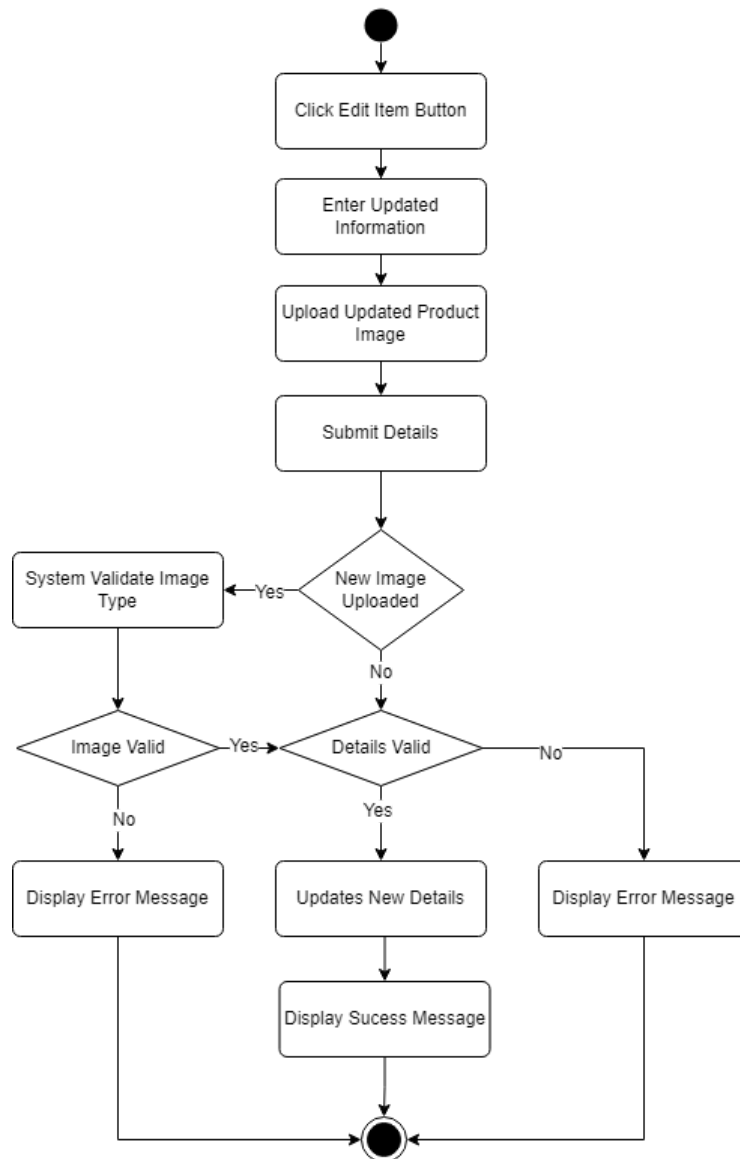 Click Edit Item Button
Enter Updated
Information
Upload Updated Product
Image
Submit Details
System Validate Image
Type
Yes
New Image
Uploaded
No
Image Valid
Yes
Details Valid
No
No
Yes
Display Error Message
Updates New Details
Display Error Message
Display Sucess Message